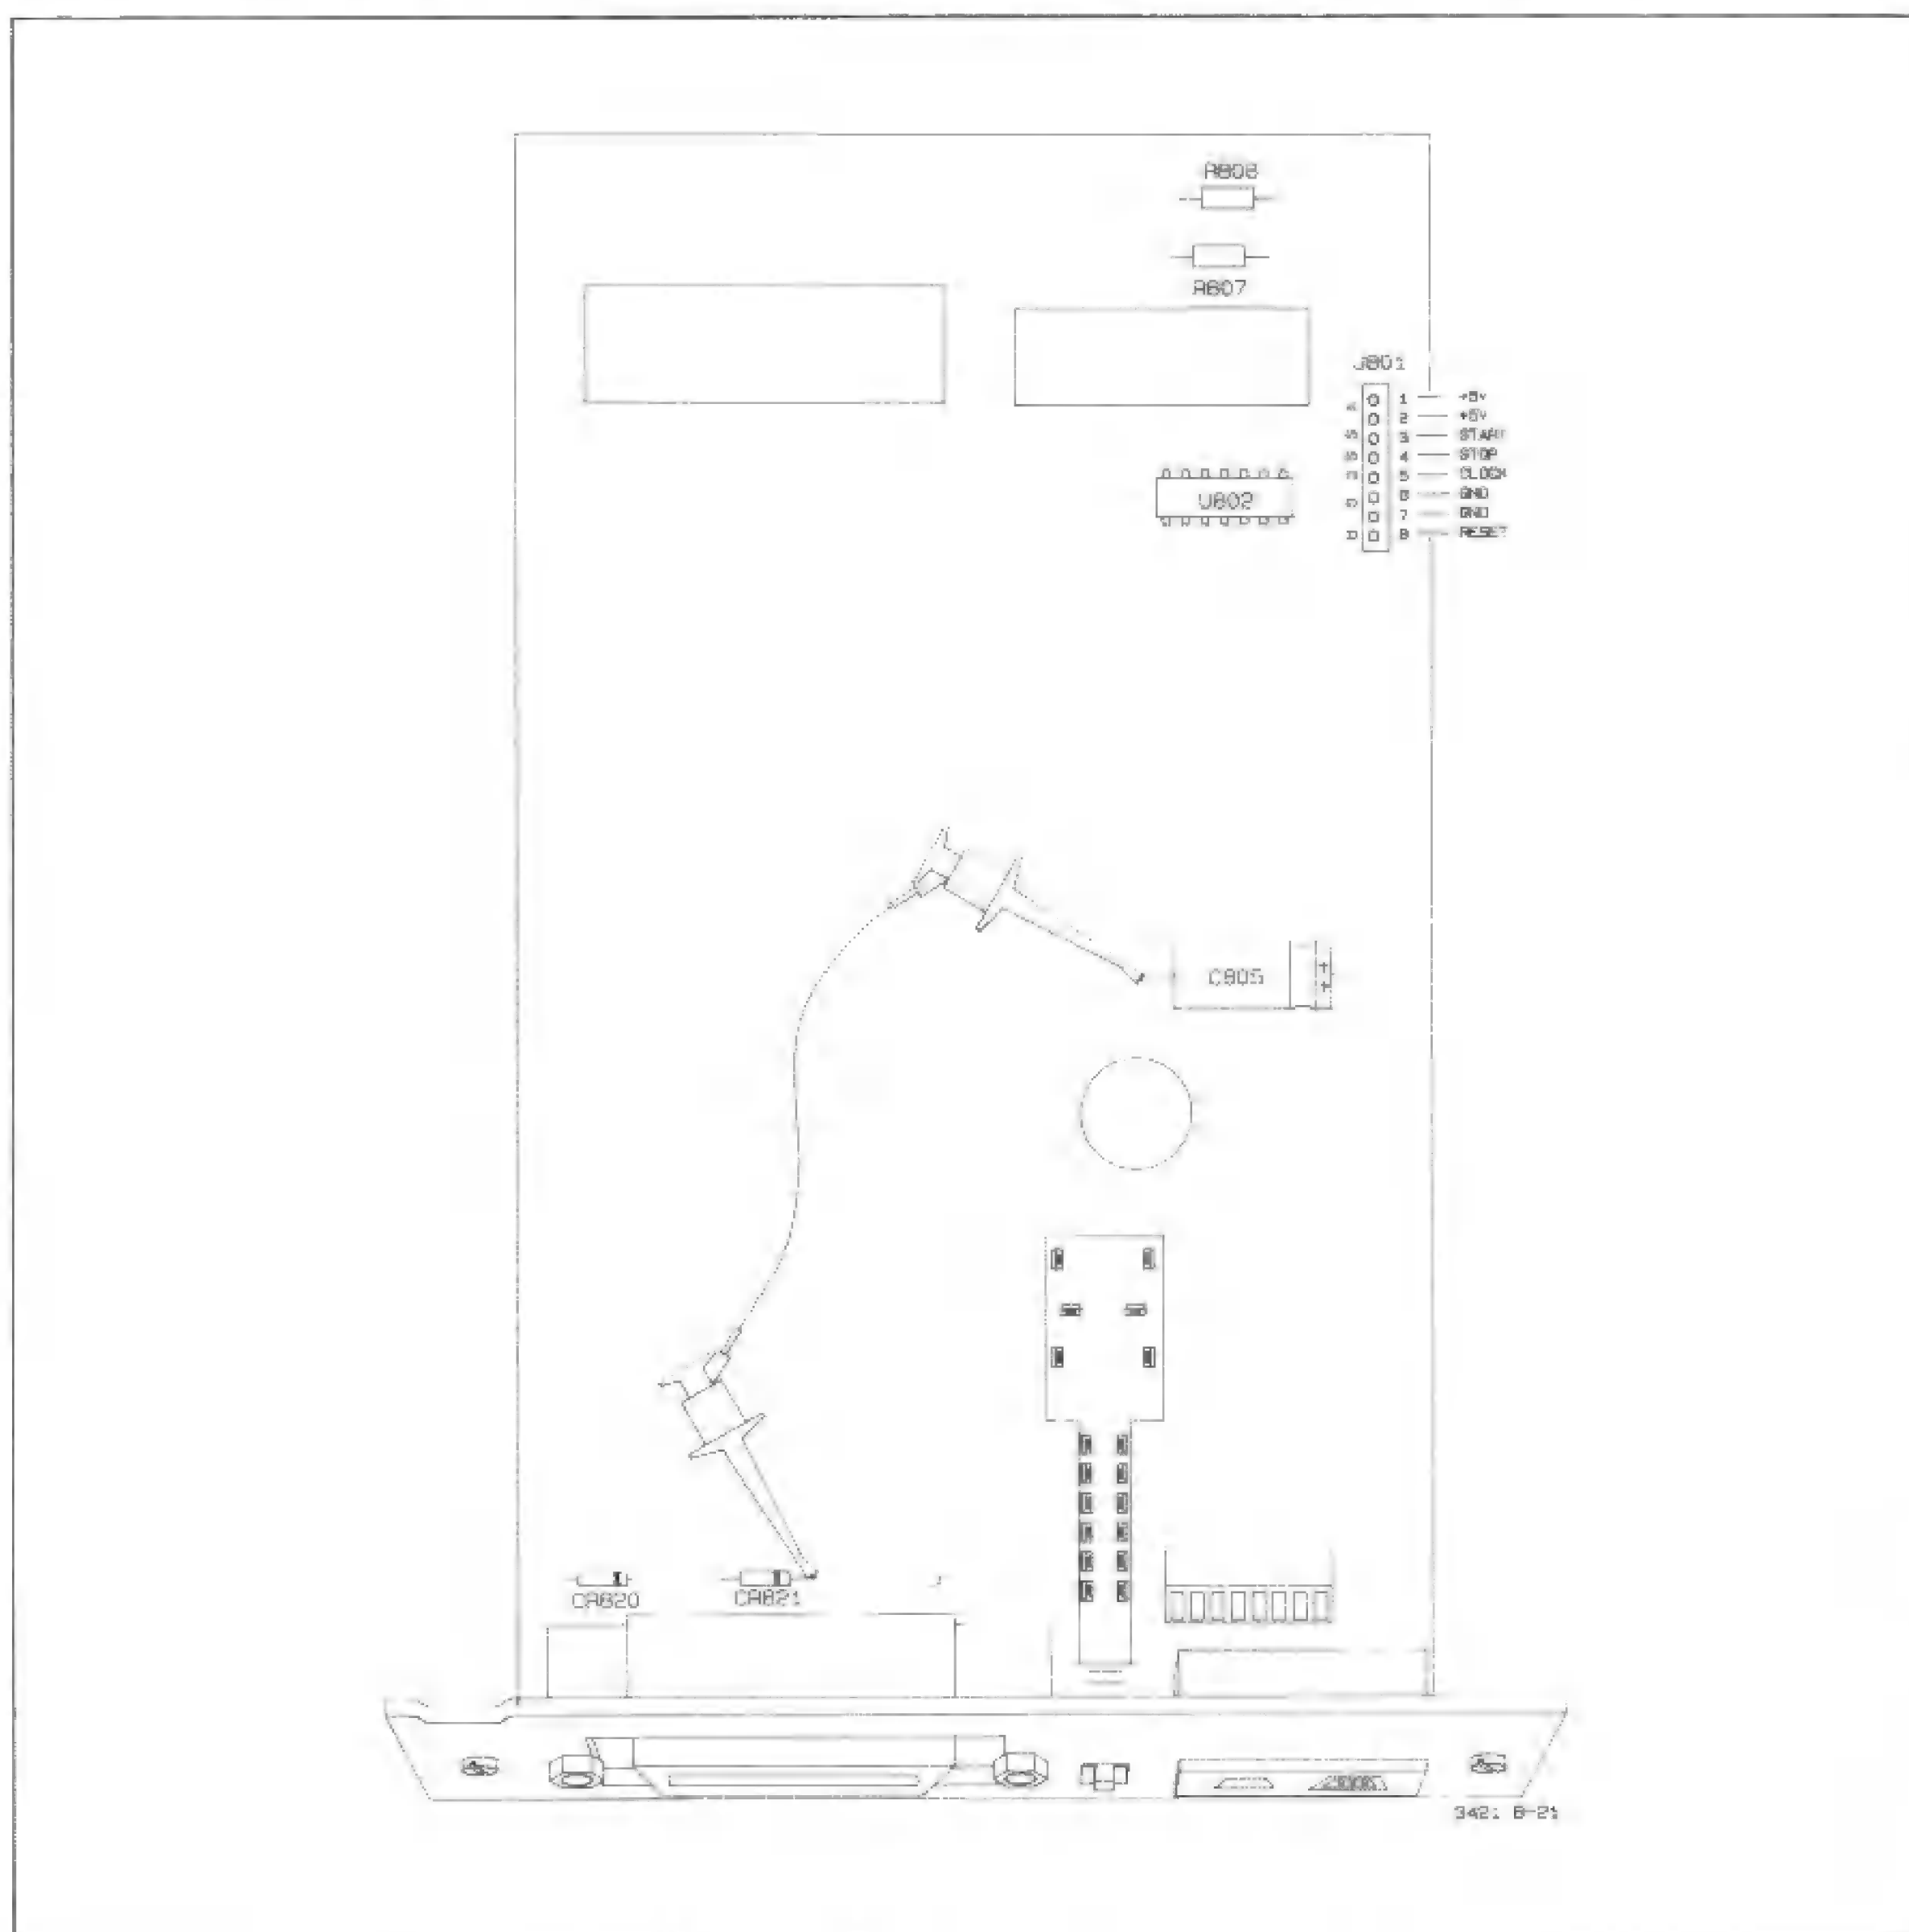 R808
R807
J801
1 +5V
2 +5V
3 START
4 STOP
5 CLOCK
6 GND
7 GND
8 RESET
U802
C805
+
+
CR820
CR821
3421 8-21